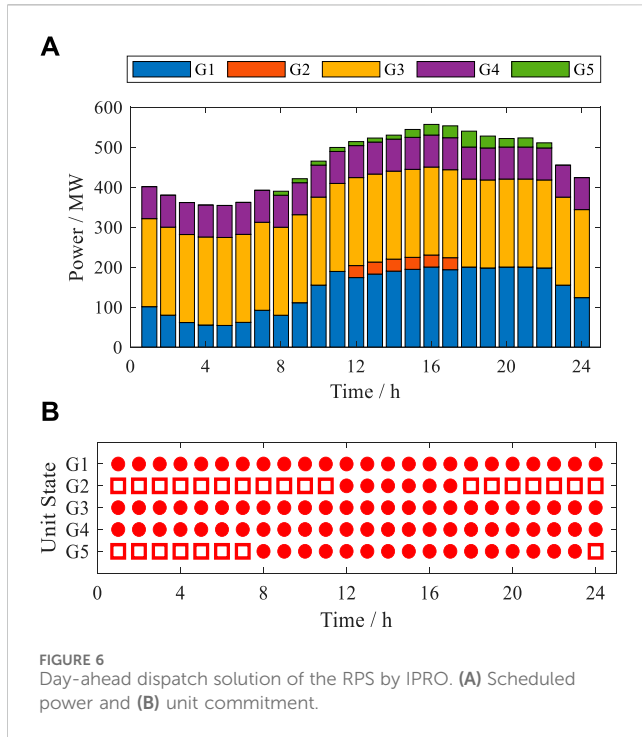 A
G1 G2 G3 G4 G5
600
500
400
300
200
100
0
Power / MW
0 4 8 12 16 20 24
Time / h
B
G1
G2
G3
G4
G5
Unit State
0 4 8 12 16 20 24
Time / h
FIGURE 6
Day-ahead dispatch solution of the RPS by IPRO. (A) Scheduled
power and (B) unit commitment.